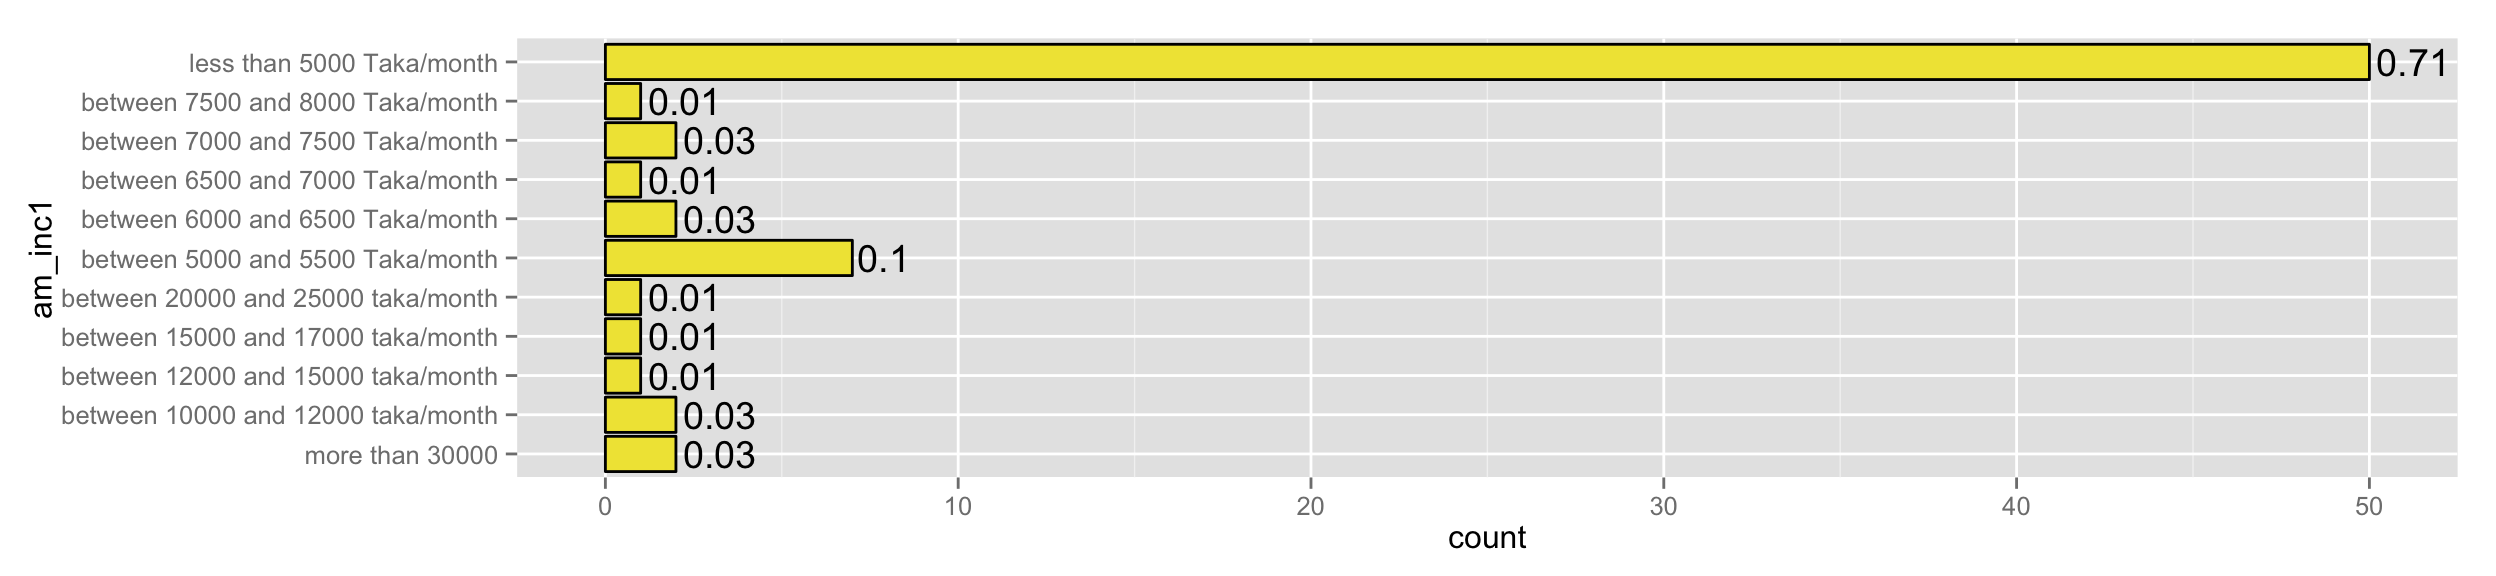 am_inc1
less than 5000 Taka/month 0.71
between 7500 and 8000 Taka/month 0.01
between 7000 and 7500 Taka/month 0.03
between 6500 and 7000 Taka/month 0.01
between 6000 and 6500 Taka/month 0.03
between 5000 and 5500 Taka/month 0.1
between 20000 and 25000 taka/month 0.01
between 15000 and 17000 taka/month 0.01
between 12000 and 15000 taka/month 0.01
between 10000 and 12000 taka/month 0.03
more than 30000 0.03
0 10 20 30 40 50
count